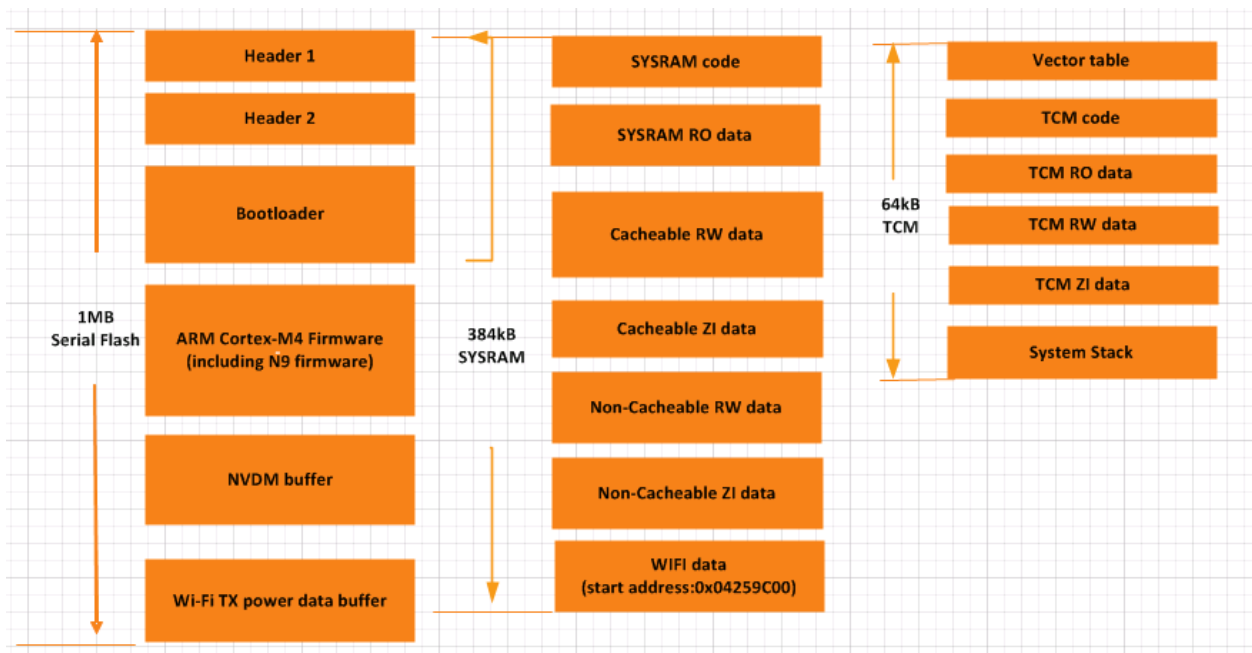 Header 1
Header 2
Bootloader
1MB
Serial Flash
ARM Cortex-M4 Firmware
(including N9 firmware)
NVDM buffer
Wi-Fi TX power data buffer
SYSRAM code
SYSRAM RO data
Cacheable RW data
384kB
SYSRAM
Cacheable ZI data
Non-Cacheable RW data
Non-Cacheable ZI data
WIFI data
(start address:0x04259C00)
Vector table
TCM code
TCM RO data
64kB
TCM
TCM RW data
TCM ZI data
System Stack